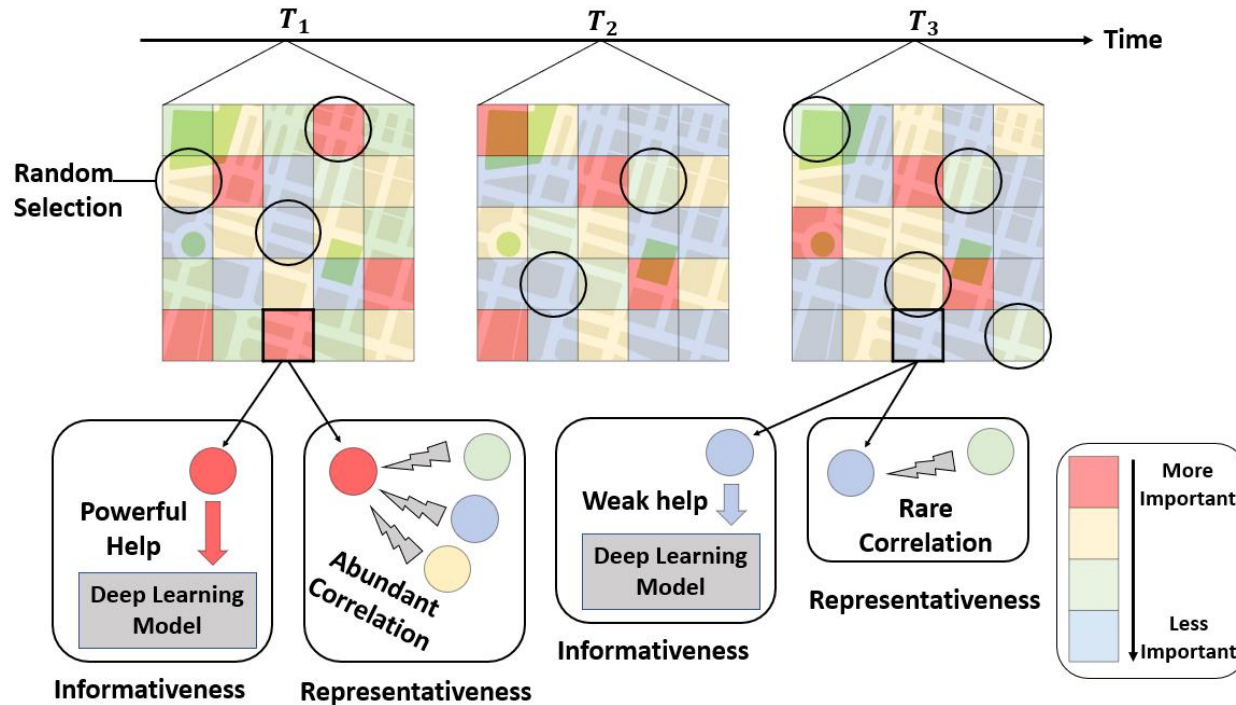 T₁
T₂
T₃
Time
Random
Selection
Powerful
Help
Deep Learning
Model
Informativeness
Abundant
Correlation
Representativeness
Weak help
Deep Learning
Model
Informativeness
Rare
Correlation
Representativeness
More
Important
Less
Important